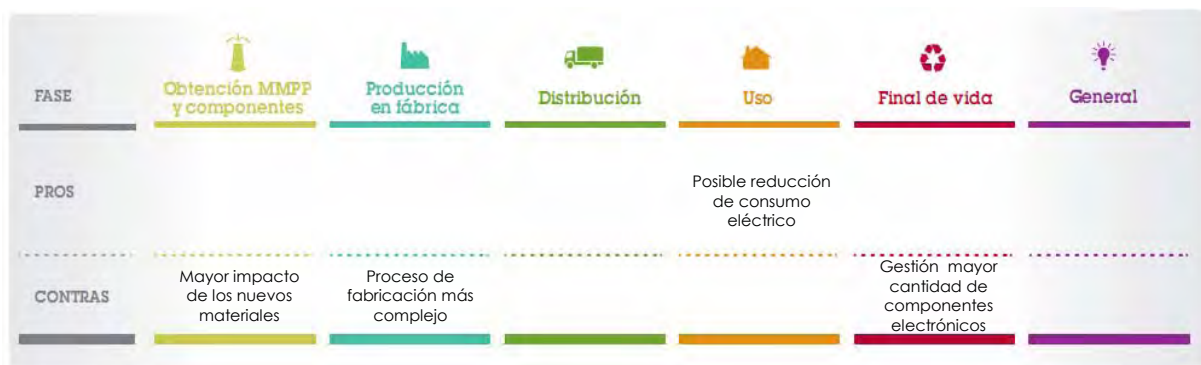 FASE
Obtención MMPP
y componentes
Producción
en fábrica
Distribución
Uso
Final de vida
General
PROS
Posible reducción
de consumo
eléctrico
CONTRAS
Mayor impacto
de los nuevos
materiales
Proceso de
fabricación más
complejo
Gestión mayor
cantidad de
componentes
electrónicos